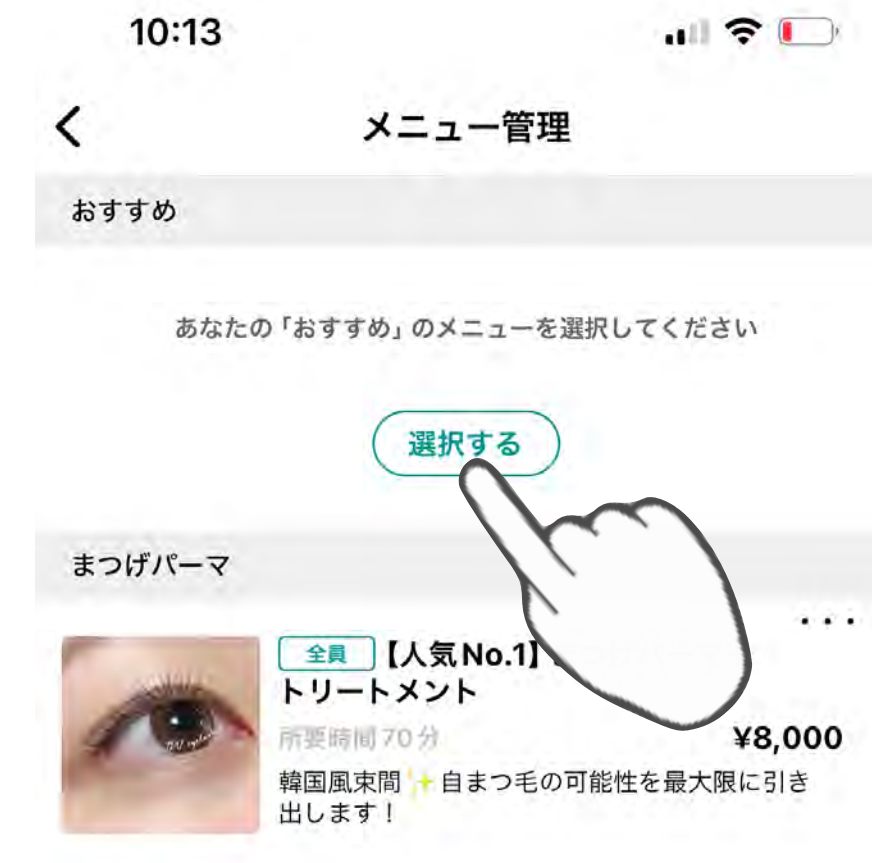 10:13
メニュー管理
おすすめ
あなたの「おすすめ」のメニューを選択してください
選択する
まつげパーマ
全員【人気No.1】
トリートメント
所要時間70分
¥8,000
韓国風束間✨自まつ毛の可能性を最大限に引き
出します！